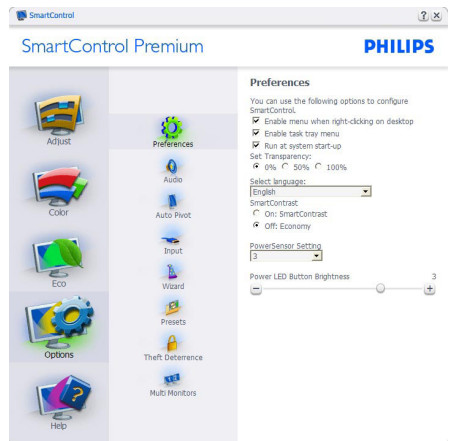 SmartControl
SmartControl Premium
PHILIPS
Adjust
Color
Eco
Options
Help
Preferences
Audio
Auto Pivot
Input
Wizard
Presets
Theft Deterrence
Multi Monitors
Preferences
You can use the following options to configure
SmartControl.
Enable menu when right-clicking on desktop
Enable task tray menu
Run at system start-up
Set Transparency:
0% 50% 100%
Select language:
English
SmartContrast
On: SmartContrast
Off: Economy
PowerSensor Setting
3
Power LED Button Brightness 3